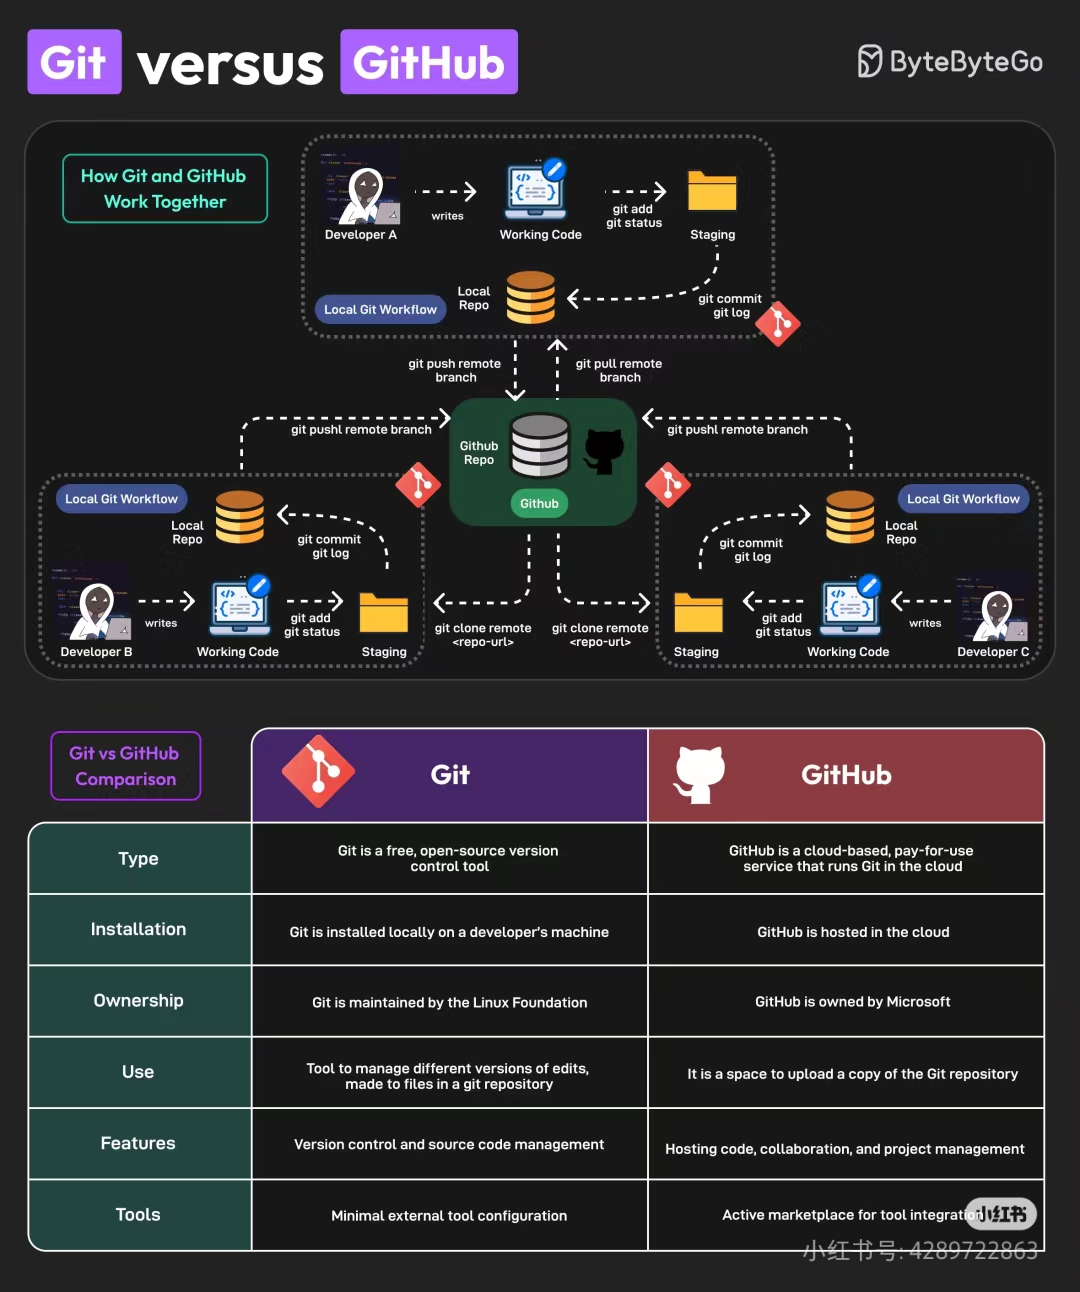 Git versus GitHub
ByteByteGo
How Git and GitHub
Work Together
Developer A
writes
Working Code
git add
git status
Staging
git commit
git log
Local
Repo
Local Git Workflow
git push remote
branch
git pull remote
branch
git pushl remote branch
git pushl remote branch
Github
Repo
Github
Local Git Workflow
Local
Repo
git commit
git log
Developer B
writes
Working Code
git add
git status
Staging
git clone remote
<repo-url>
git clone remote
<repo-url>
Local Git Workflow
Local
Repo
git commit
git log
Staging
git add
git status
Working Code
writes
Developer C
Git vs GitHub
Comparison
Git
GitHub
Type
Git is a free, open-source version
control tool
GitHub is a cloud-based, pay-for-use
service that runs Git in the cloud
Installation
Git is installed locally on a developer's machine
GitHub is hosted in the cloud
Ownership
Git is maintained by the Linux Foundation
GitHub is owned by Microsoft
Use
Tool to manage different versions of edits,
made to files in a git repository
It is a space to upload a copy of the Git repository
Features
Version control and source code management
Hosting code, collaboration, and project management
Tools
Minimal external tool configuration
Active marketplace for tool integration
小红书
小红书号: 4289722863